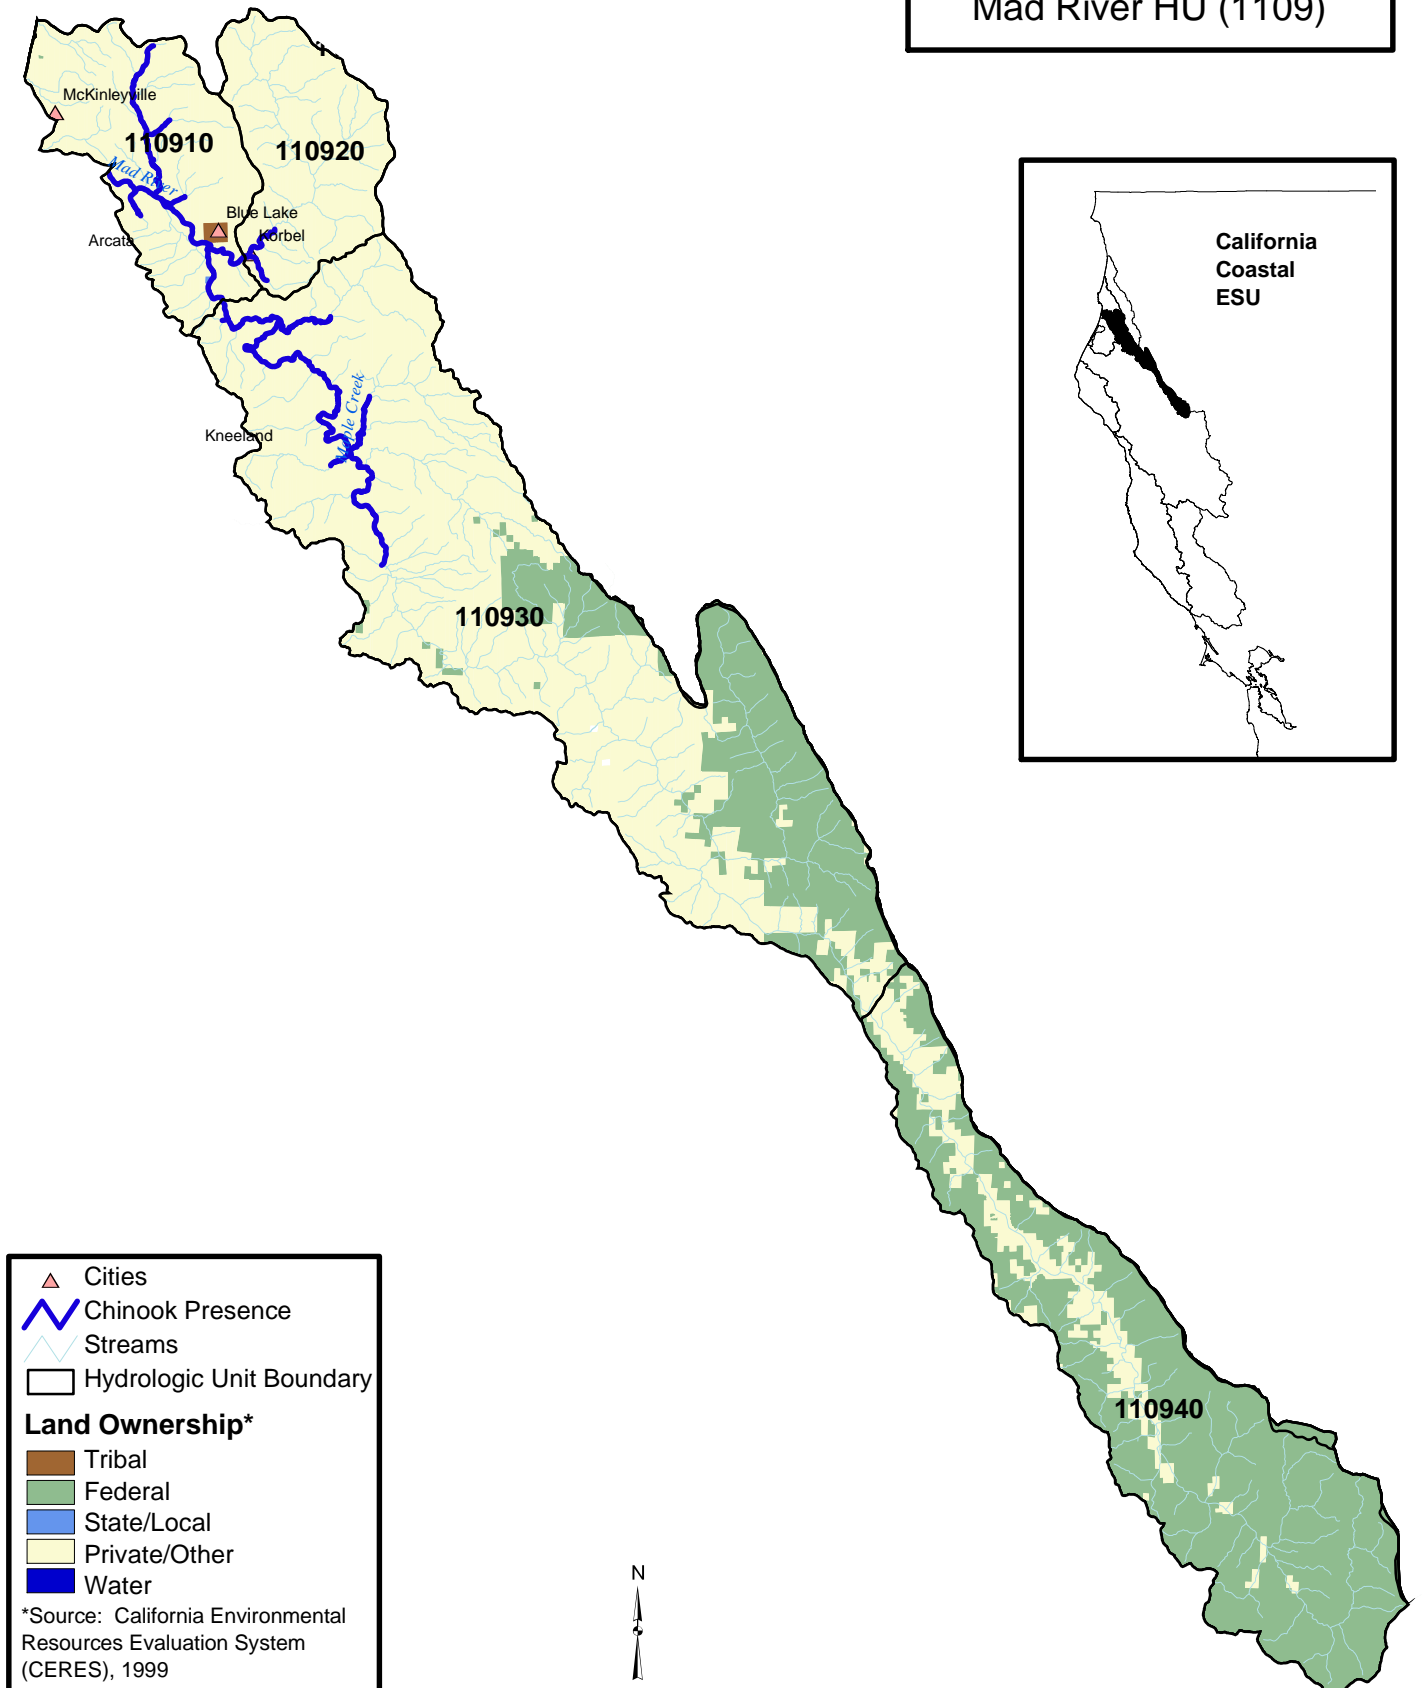 Mad River HU (1109)
McKinleyville
110910
110920
Mad River
Blue Lake
Korbel
Arcata
California
Coastal
ESU
Maple Creek
Kneeland
110930
110940
Cities
Chinook Presence
Streams
Hydrologic Unit Boundary
Land Ownership*
Tribal
Federal
State/Local
Private/Other
Water
*Source: California Environmental
Resources Evaluation System
(CERES), 1999
N